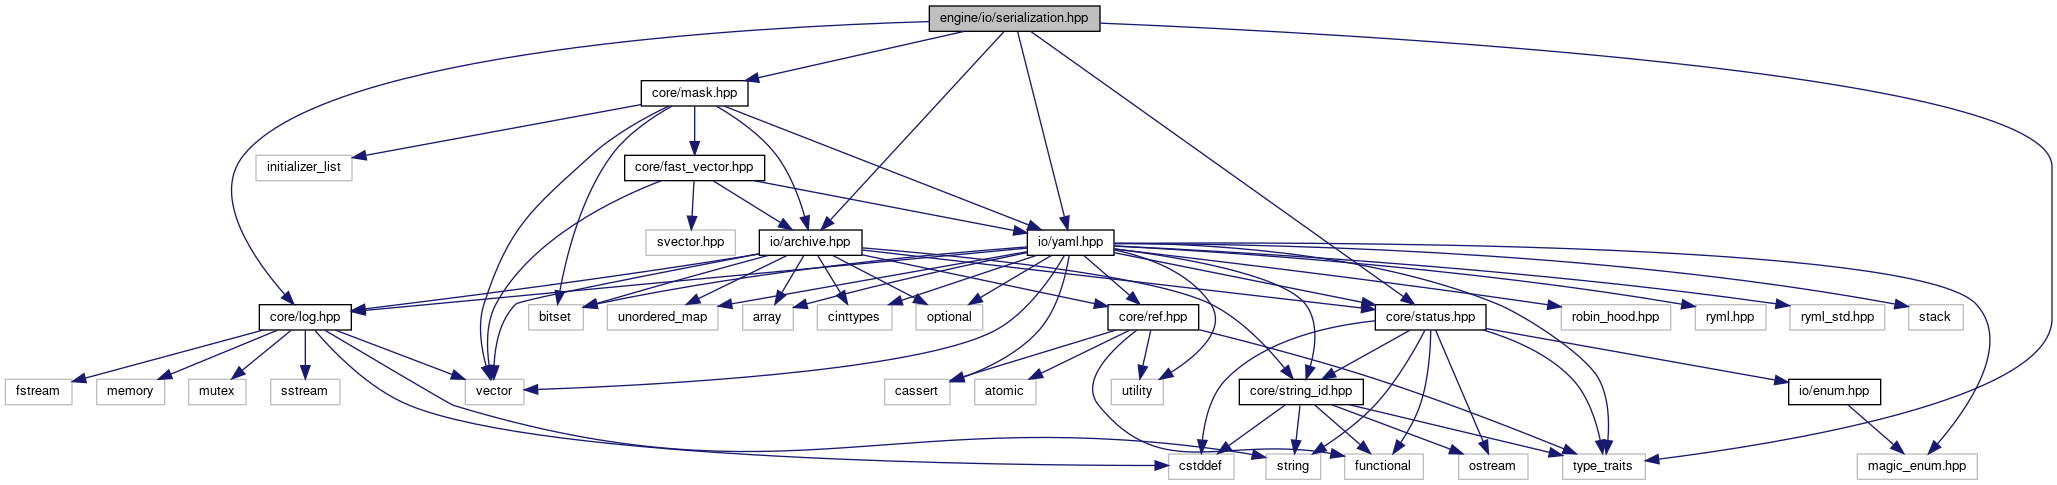 engine/io/serialization.hpp
core/mask.hpp
initializer_list
core/fast_vector.hpp
svector.hpp
io/archive.hpp
io/yaml.hpp
core/log.hpp
bitset
unordered_map
array
cinttypes
optional
core/ref.hpp
core/status.hpp
robin_hood.hpp
ryml.hpp
ryml_std.hpp
stack
fstream
memory
mutex
sstream
vector
cassert
atomic
utility
core/string_id.hpp
io/enum.hpp
cstddef
string
functional
ostream
type_traits
magic_enum.hpp